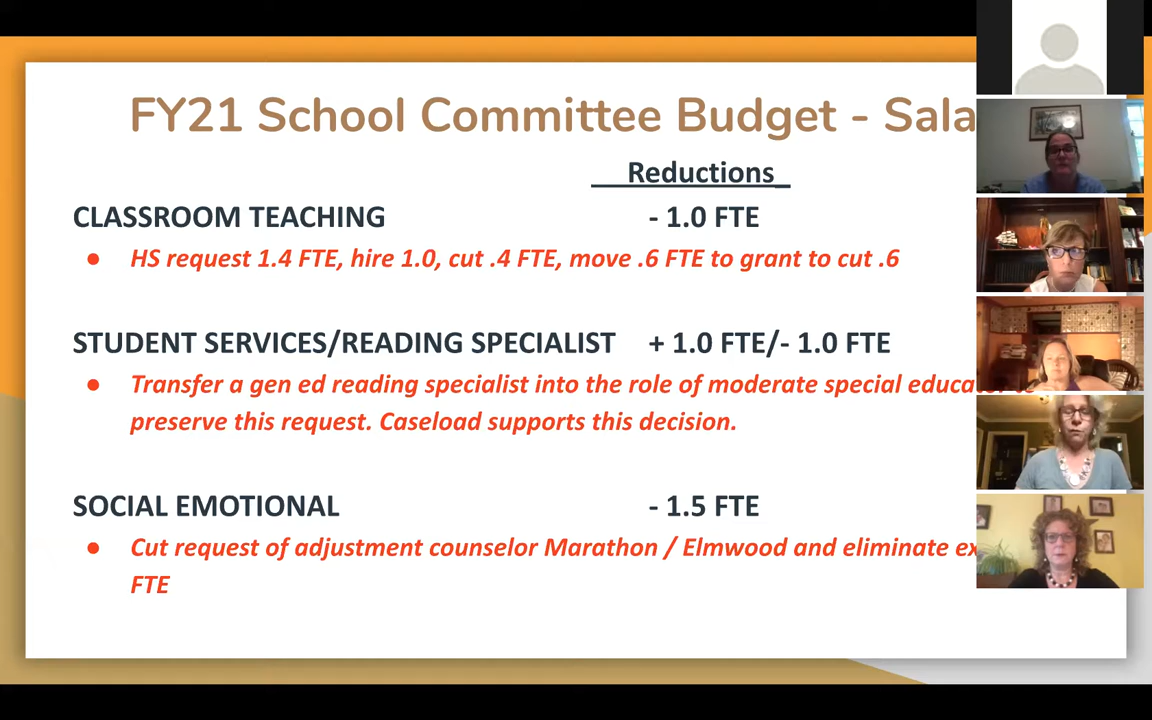 FY21 School Committee Budget -
Reductions
CLASSROOM TEACHING - 1.0 FTE
● HS request 1.4 FTE, hire 1.0, cut .4 FTE, move .6 FTE to grant to cut .6
STUDENT SERVICES/READING SPECIALIST + 1.0 FTE/- 1.0 FTE
● Transfer a gen ed reading specialist into the role of moderate special
preserve this request. Caseload supports this decision.
SOCIAL EMOTIONAL - 1.5 FTE
● Cut request of adjustment counselor Marathon / Elmwood and eliminate
FTE